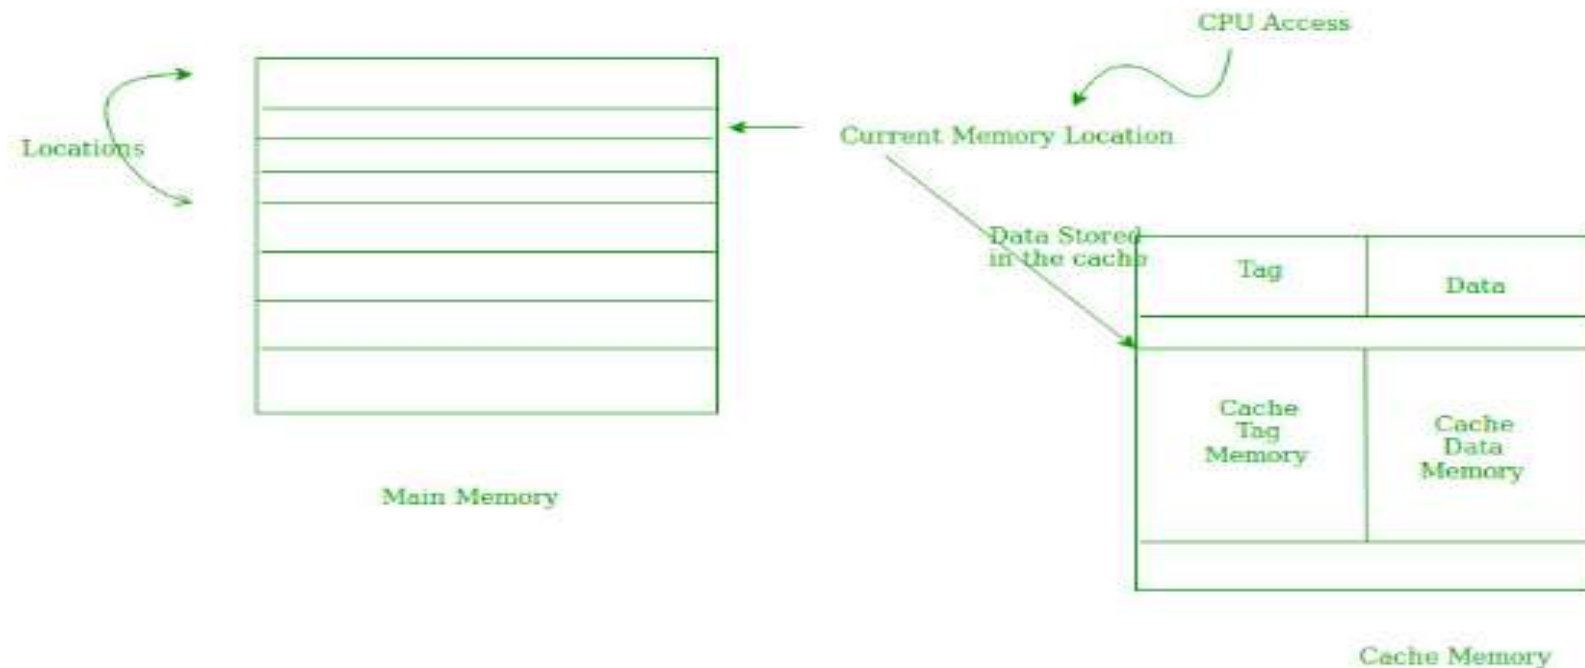 CPU Access
Locations
Current Memory Location
Data Stored
in the cache
Tag
Data
Cache
Tag
Memory
Cache
Data
Memory
Main Memory
Cache Memory